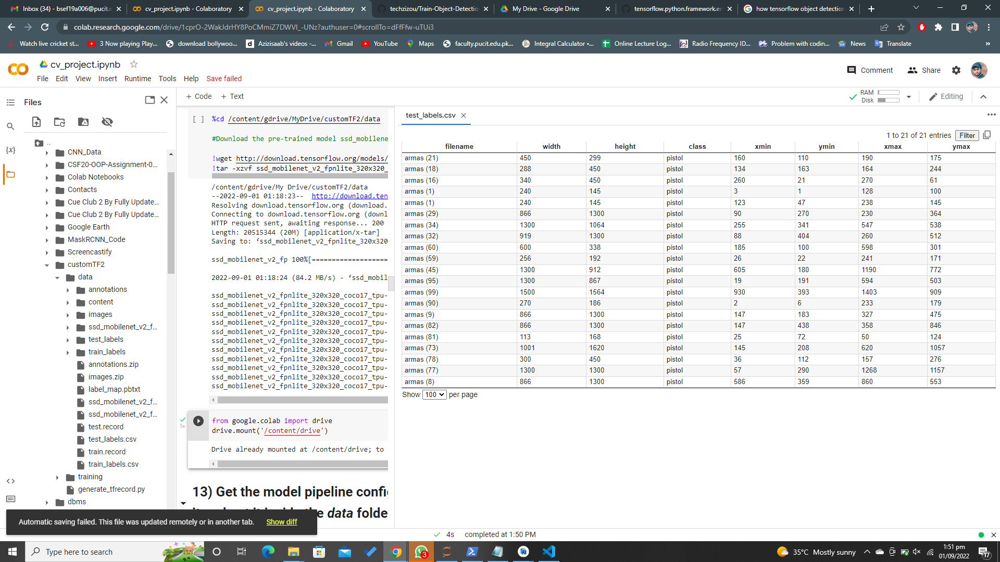 Inbox (34) - bsef19a006@pucit.e
cv_project.ipynb - Colaboratory
cv_project.ipynb - Colaboratory
techzizou/Train-Object-Detectio
My Drive - Google Drive
tensorflow.python.framework.er
how tensorflow object detection
colab.research.google.com/drive/1cprO-2WakJdrHY8PoCMmiZ7DWVl_-UNz?authuser=0#scrollTo=dFfFfw-uTUi3
Watch live cricket st...
3 Now playing Play...
download bollywoo...
Azizisaab's videos -...
Gmail
YouTube
Maps
faculty.pucit.edu.pk...
Integral Calculator •...
Online Lecture Log...
Radio Frequency ID...
Problem with codin...
News
Translate
»
cv_project.ipynb
Comment
Share
File Edit View Insert Runtime Tools Help Save failed
Files
+ Code + Text
RAM
Disk
Editing
..
CNN_Data
CSF20-OOP-Assignment-0...
Colab Notebooks
Contacts
Cue Club 2 By Fully Update...
Cue Club 2 By Fully Update...
Google Earth
MaskRCNN_Code
Screencastify
customTF2
data
annotations
content
images
ssd_mobilenet_v2_f...
test_labels
train_labels
annotations.zip
images.zip
label_map.pbtxt
ssd_mobilenet_v2_f...
ssd_mobilenet_v2_f...
test.record
test_labels.csv
train.record
train_labels.csv
training
generate_tfrecord.py
dbms
[ ] %cd /content/gdrive/MyDrive/customTF2/data
#Download the pre-trained model ssd_mobilene
!wget http://download.tensorflow.org/models/
!tar -xzvf ssd_mobilenet_v2_fpnlite_320x320_
/content/gdrive/My Drive/customTF2/data
--2022-09-01 01:18:23-- http://download.ten
Resolving download.tensorflow.org (download.
Connecting to download.tensorflow.org (downl
HTTP request sent, awaiting response... 200
Length: 20515344 (20M) [application/x-tar]
Saving to: ‘ssd_mobilenet_v2_fpnlite_320x320
ssd_mobilenet_v2_fp 100%[===================
2022-09-01 01:18:24 (84.2 MB/s) - ‘ssd_mobil
ssd_mobilenet_v2_fpnlite_320x320_coco17_tpu-
ssd_mobilenet_v2_fpnlite_320x320_coco17_tpu-
ssd_mobilenet_v2_fpnlite_320x320_coco17_tpu-
ssd_mobilenet_v2_fpnlite_320x320_coco17_tpu-
ssd_mobilenet_v2_fpnlite_320x320_coco17_tpu-
ssd_mobilenet_v2_fpnlite_320x320_coco17_tpu-
ssd_mobilenet_v2_fpnlite_320x320_coco17_tpu-
ssd_mobilenet_v2_fpnlite_320x320_coco17_tpu-
ssd_mobilenet_v2_fpnlite_320x320_coco17_tpu-
ssd_mobilenet_v2_fpnlite_320x320_coco17_tpu-
ssd_mobilenet_v2_fpnlite_320x320_coco17_tpu-
5s
from google.colab import drive
drive.mount('/content/drive')
Drive already mounted at /content/drive; to
13) Get the model pipeline config
data folde
test_labels.csv
1 to 21 of 21 entries Filter
filename width height class xmin ymin xmax ymax
armas (21) 450 299 pistol 160 110 190 175
armas (18) 288 450 pistol 134 163 164 244
armas (16) 340 450 pistol 260 21 270 61
armas (1) 240 145 pistol 3 1 128 100
armas (1) 240 145 pistol 123 47 238 145
armas (29) 866 1300 pistol 90 270 230 364
armas (34) 1300 1064 pistol 255 341 547 538
armas (32) 919 1300 pistol 88 404 260 512
armas (60) 600 338 pistol 185 100 598 301
armas (59) 256 192 pistol 26 22 241 171
armas (45) 1300 912 pistol 605 180 1190 772
armas (95) 1300 867 pistol 19 191 594 503
armas (99) 1500 1564 pistol 930 393 1403 909
armas (90) 270 186 pistol 2 6 233 179
armas (9) 866 1300 pistol 147 183 327 475
armas (82) 866 1300 pistol 147 438 358 846
armas (81) 113 168 pistol 25 72 50 124
armas (73) 1001 1620 pistol 145 208 620 1057
armas (78) 300 450 pistol 36 112 157 276
armas (77) 1300 1300 pistol 57 290 1268 1157
armas (8) 866 1300 pistol 586 359 860 553
Show 100 per page
Automatic saving failed. This file was updated remotely or in another tab. Show diff
4s completed at 1:50 PM
Type here to search
3
35°C Mostly sunny
1:51 pm
01/09/2022
17